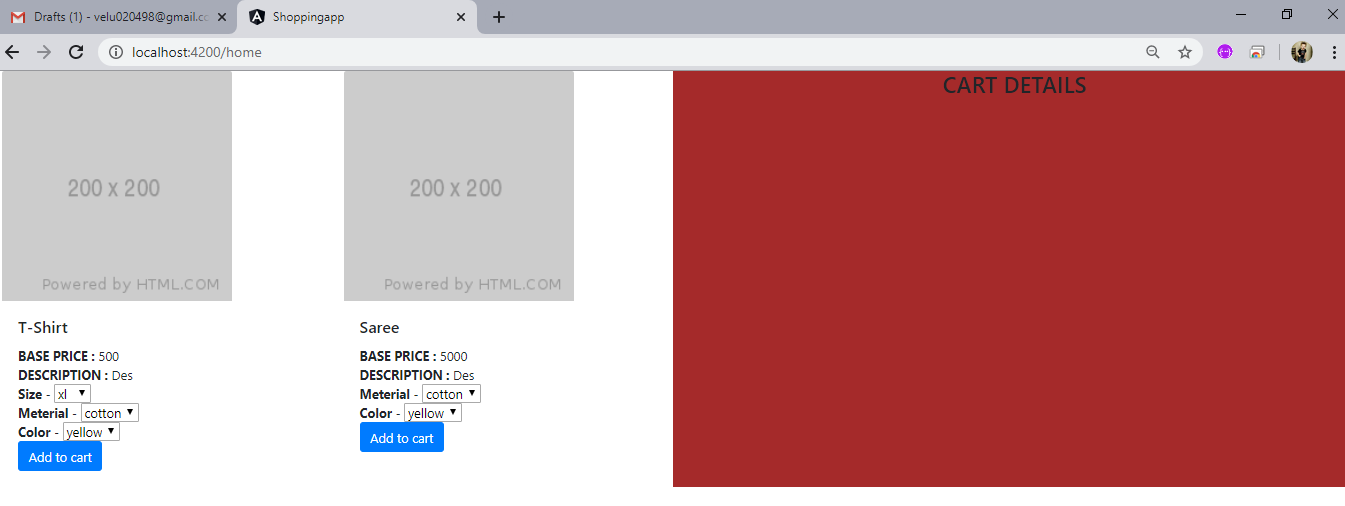 Drafts (1) - velu020498@gmail.co
Shoppingapp
localhost:4200/home
200 x 200
Powered by HTML.COM
T-Shirt
BASE PRICE : 500
DESCRIPTION : Des
Size - xl
Meterial - cotton
Color - yellow
Add to cart
200 x 200
Powered by HTML.COM
Saree
BASE PRICE : 5000
DESCRIPTION : Des
Meterial - cotton
Color - yellow
Add to cart
CART DETAILS